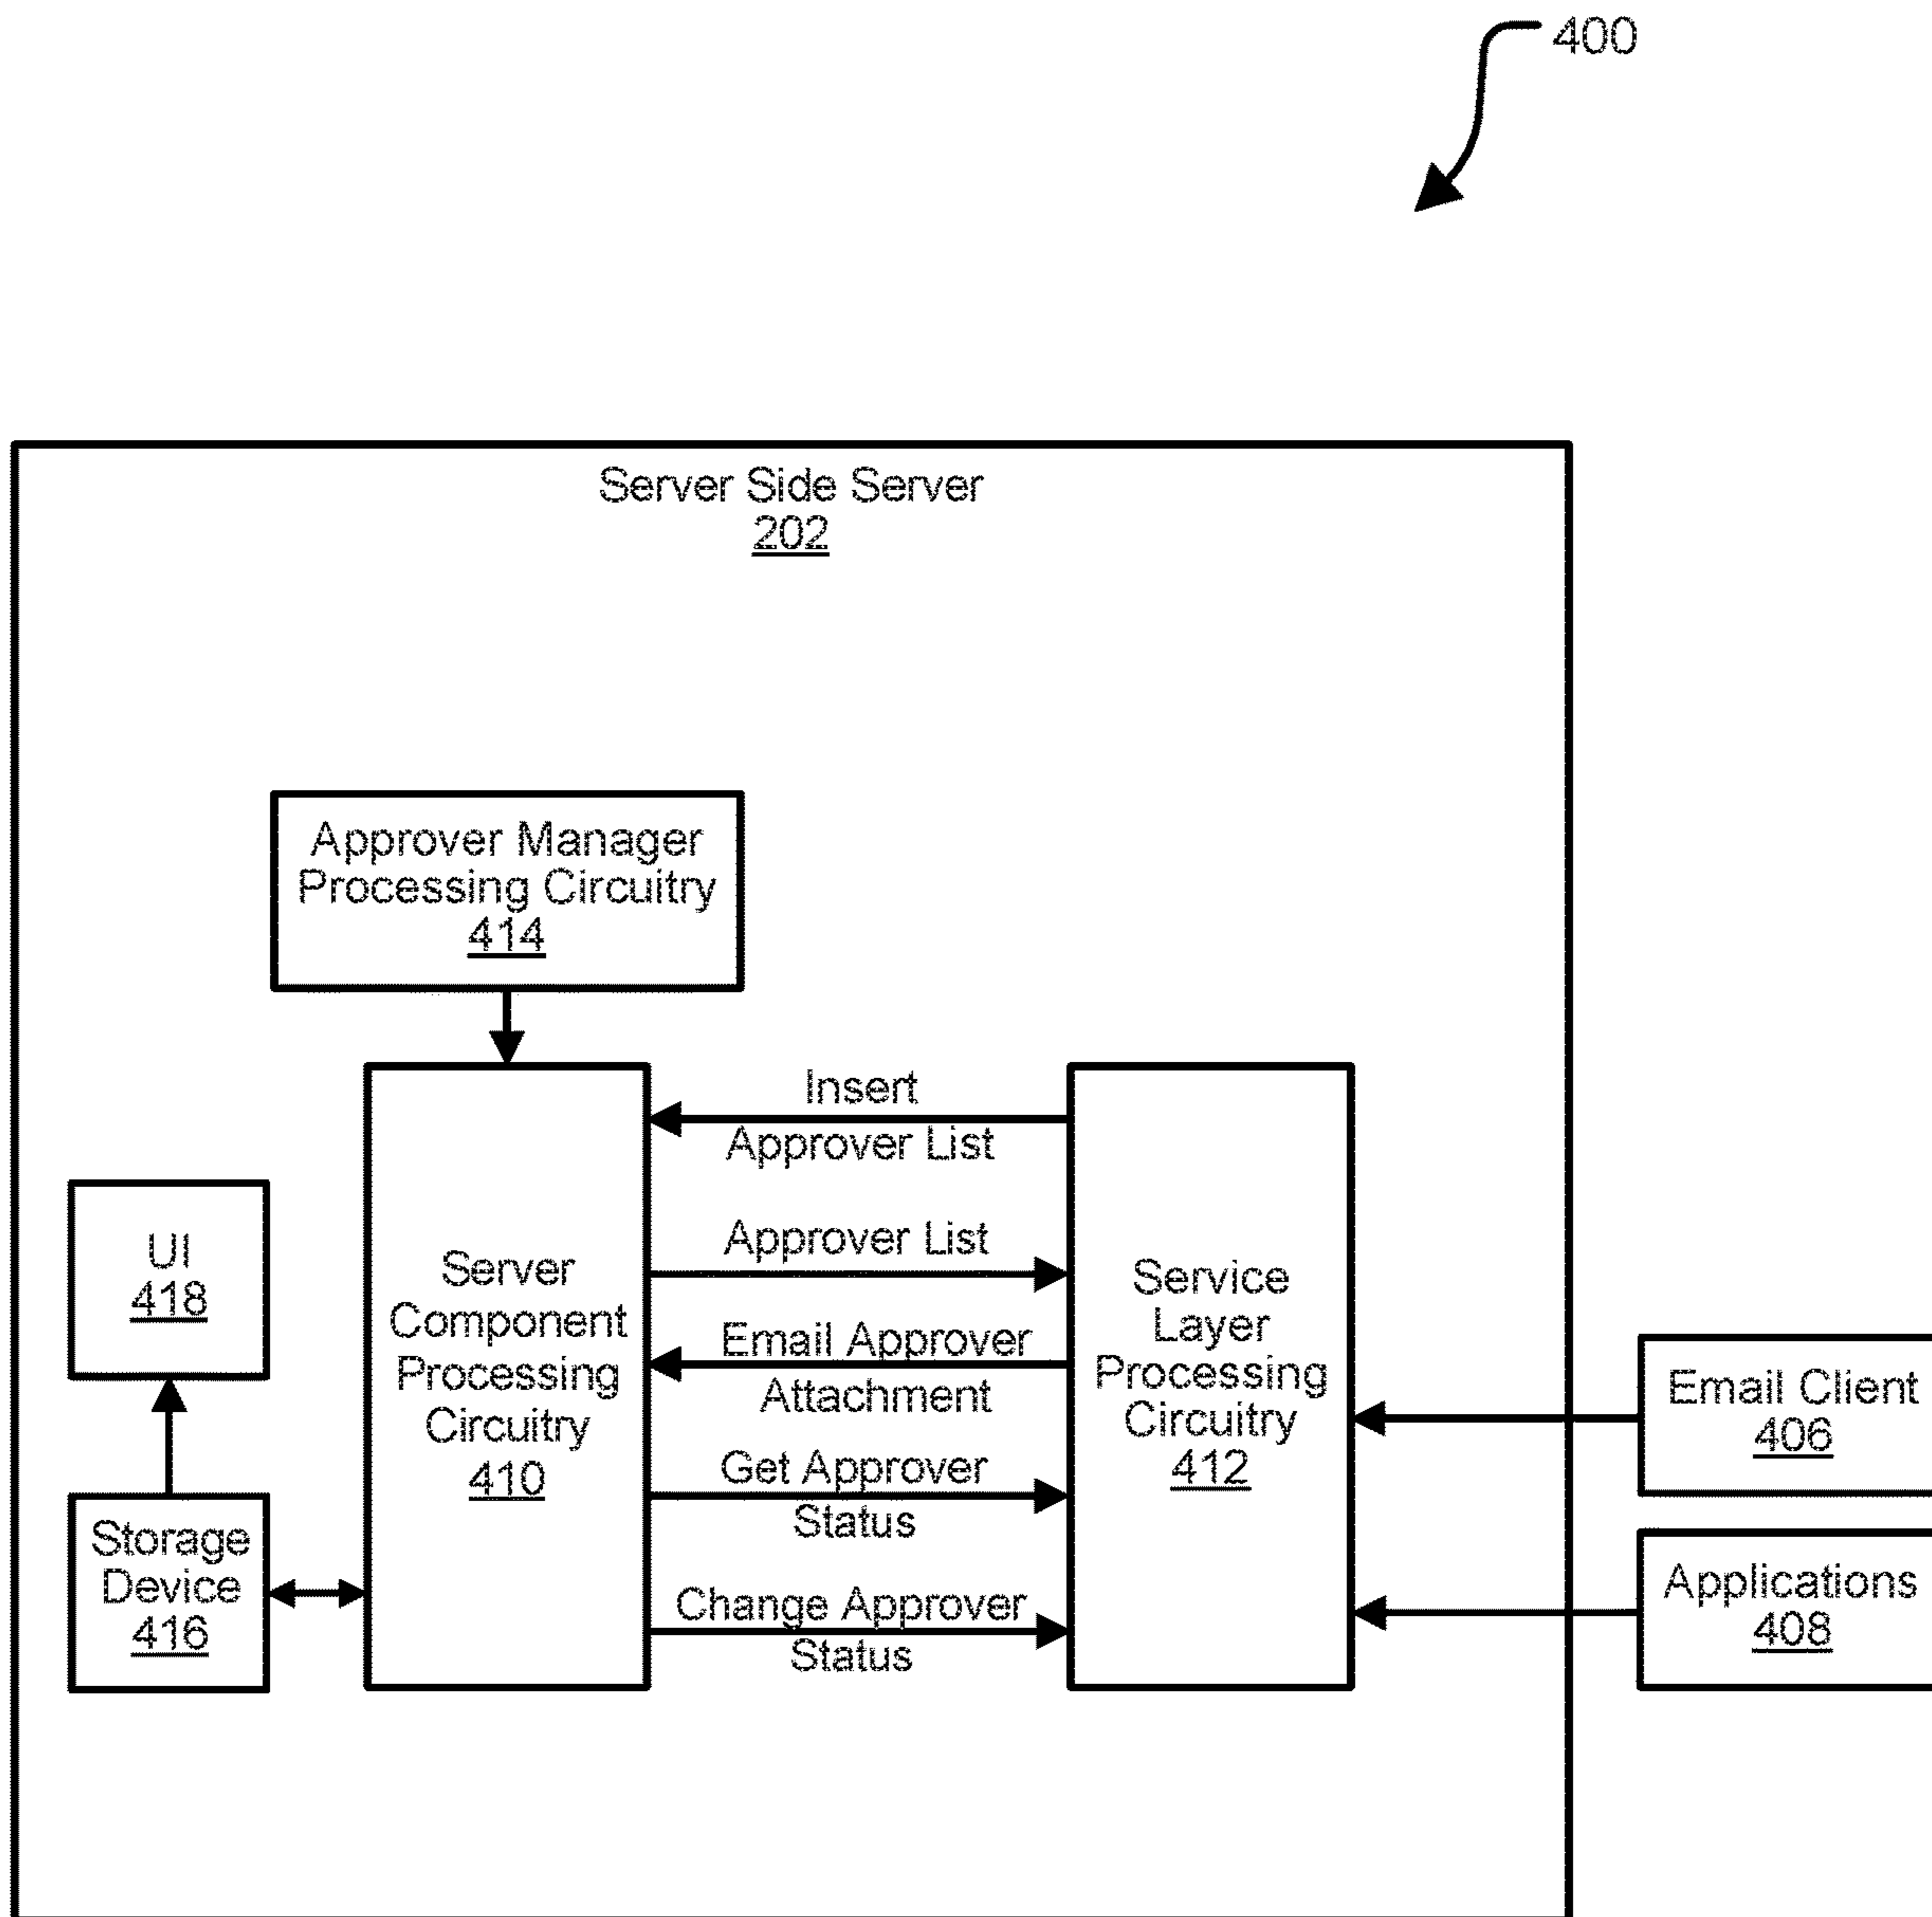 400
Server Side Server
202
Approver Manager
Processing Circuitry
414
Insert
Approver List
Approver List
Email Approver
Attachment
Get Approver
Status
Change Approver
Status
UI
418
Storage
Device
416
Server
Component
Processing
Circuitry
410
Service
Layer
Processing
Circuitry
412
Email Client
406
Applications
408